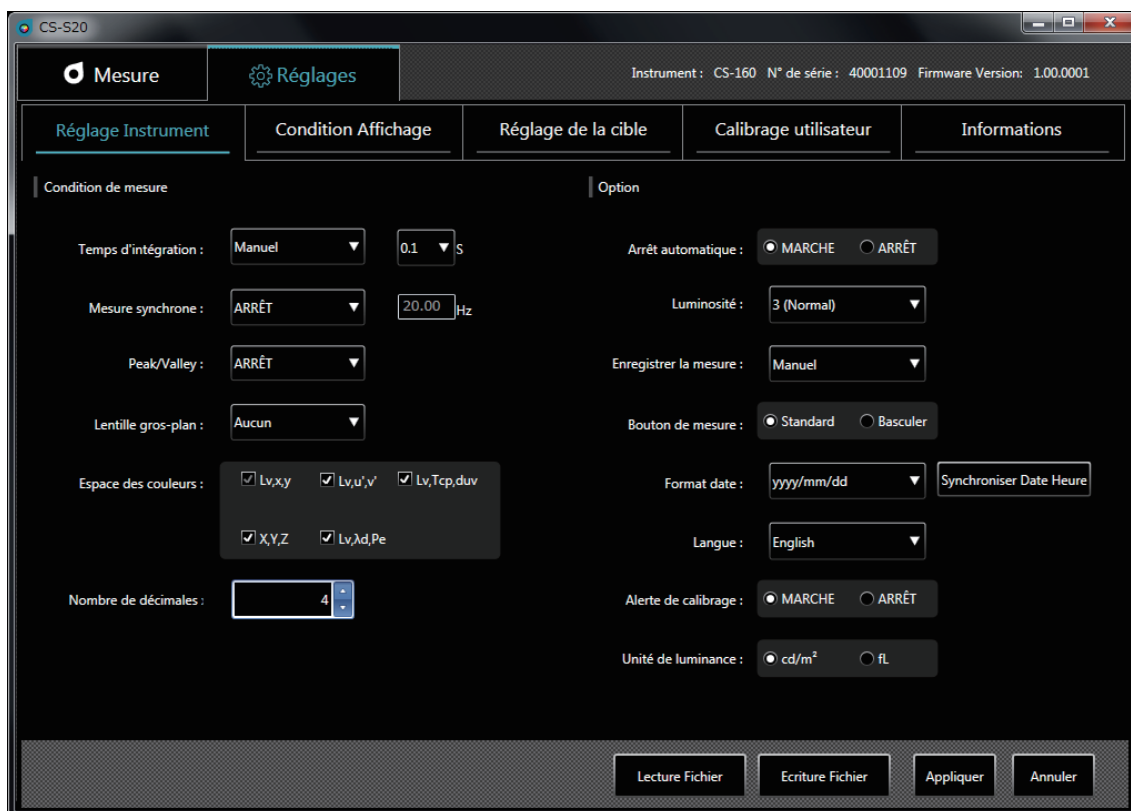 CS-S20
Mesure
Réglages
Instrument : CS-160 N° de série : 40001109 Firmware Version: 1.00.0001
Réglage Instrument
Condition Affichage
Réglage de la cible
Calibrage utilisateur
Informations
Condition de mesure
Temps d'intégration : Manuel 0.1 S
Mesure synchrone : ARRÊT 20.00 Hz
Peak/Valley : ARRÊT
Lentille gros-plan : Aucun
Espace des couleurs : Lv,x,y Lv,u',v' Lv,Tcp,duv
X,Y,Z Lv,λd,Pe
Nombre de décimales : 4
Option
Arrêt automatique : MARCHE ARRÊT
Luminosité : 3 (Normal)
Enregistrer la mesure : Manuel
Bouton de mesure : Standard Basculer
Format date : yyyy/mm/dd Synchroniser Date Heure
Langue : English
Alerte de calibrage : MARCHE ARRÊT
Unité de luminance : cd/m² fL
Lecture Fichier
Ecriture Fichier
Appliquer
Annuler